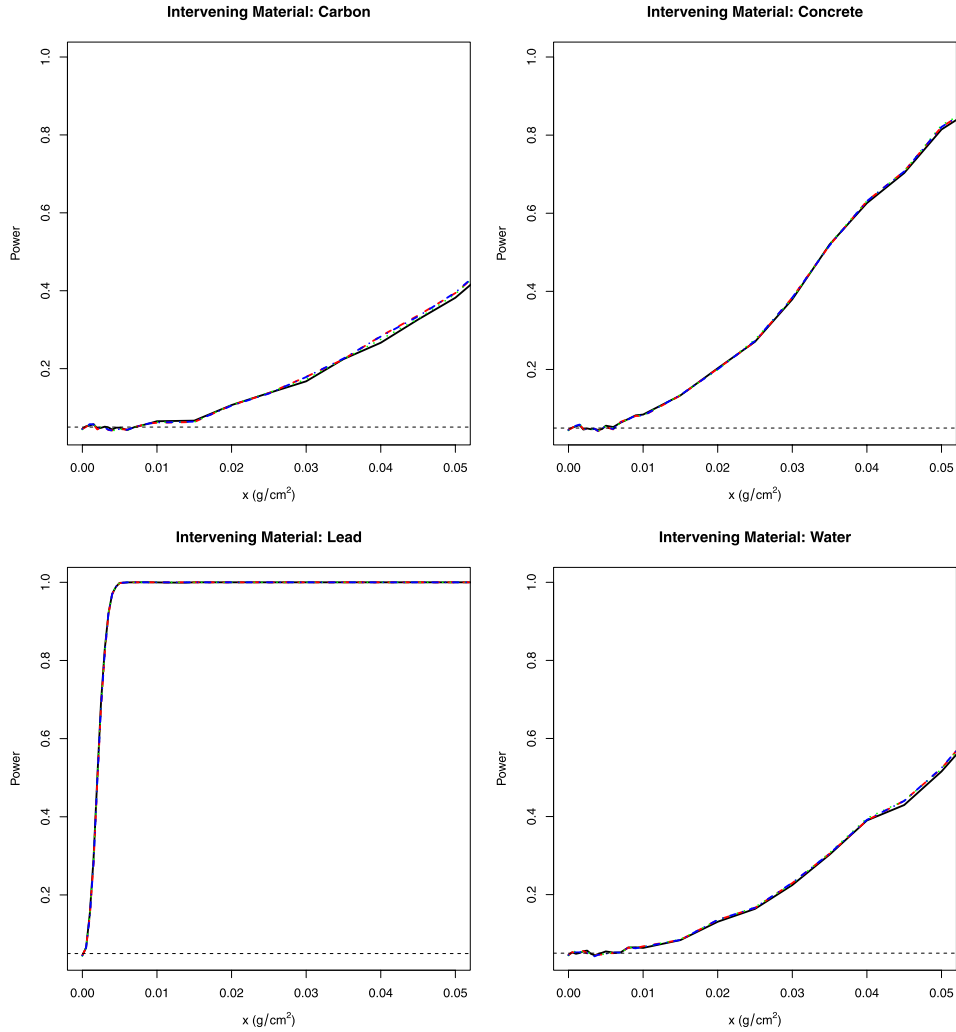 Intervening Material: Carbon
Power
1.0
0.8
0.6
0.4
0.2
0.00 0.01 0.02 0.03 0.04 0.05
x (g/cm²)
Intervening Material: Concrete
Power
1.0
0.8
0.6
0.4
0.2
0.00 0.01 0.02 0.03 0.04 0.05
x (g/cm²)
Intervening Material: Lead
Power
1.0
0.8
0.6
0.4
0.2
0.00 0.01 0.02 0.03 0.04 0.05
x (g/cm²)
Intervening Material: Water
Power
1.0
0.8
0.6
0.4
0.2
0.00 0.01 0.02 0.03 0.04 0.05
x (g/cm²)